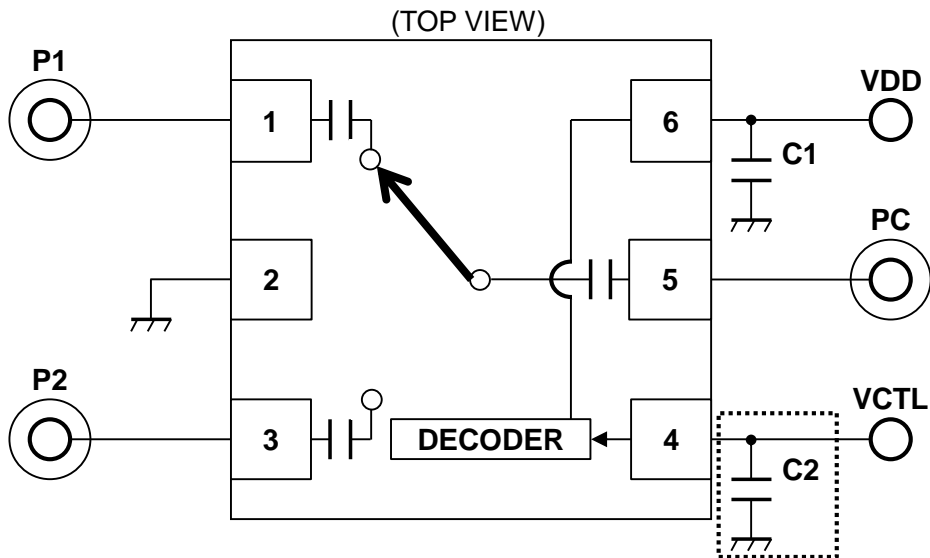 (TOP VIEW)
P1
1
6
VDD
C1
2
5
PC
P2
3
DECODER
4
VCTL
C2